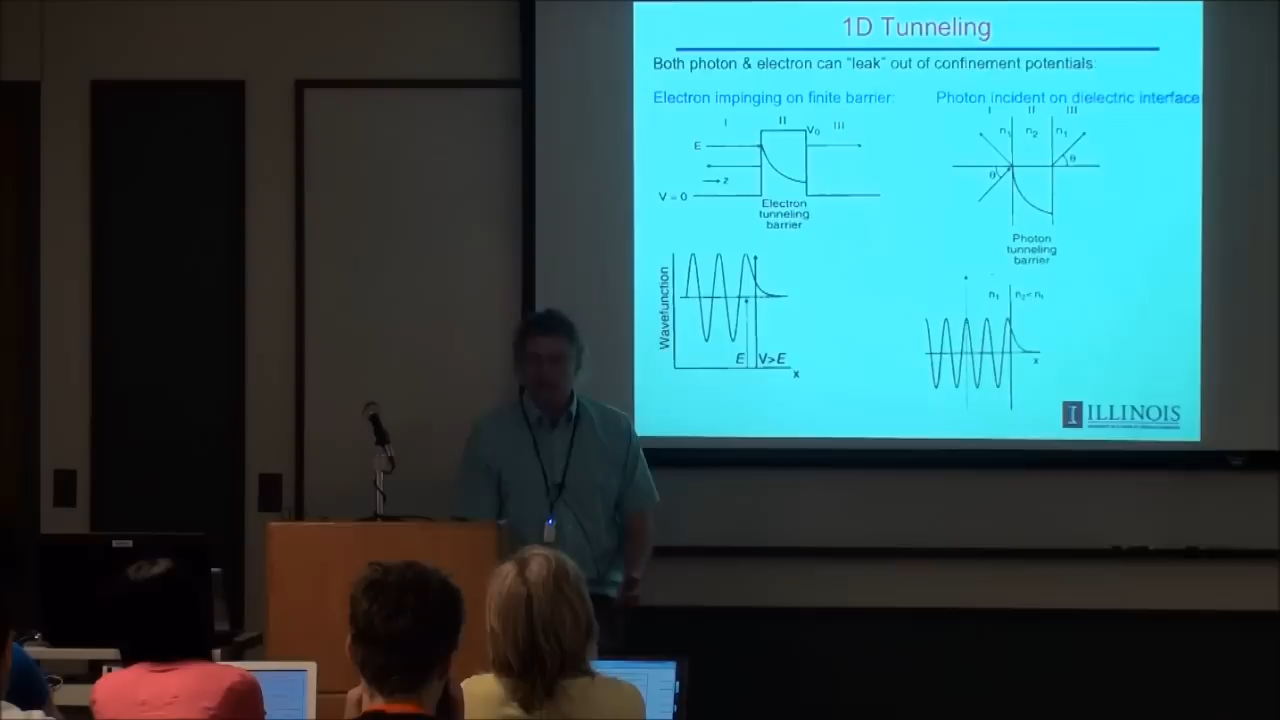 1D Tunneling
Both photon & electron can “leak” out of confinement potentials:
Electron impinging on finite barrier:
Photon incident on dielectric interface
I II III
E
V₀
z
V = 0
Electron
tunneling
barrier
I II III
n₁ n₂ n₁
θ
θ
Photon
tunneling
barrier
Wavefunction
E V>E
x
n₁ n₂< n₁
x
I ILLINOIS